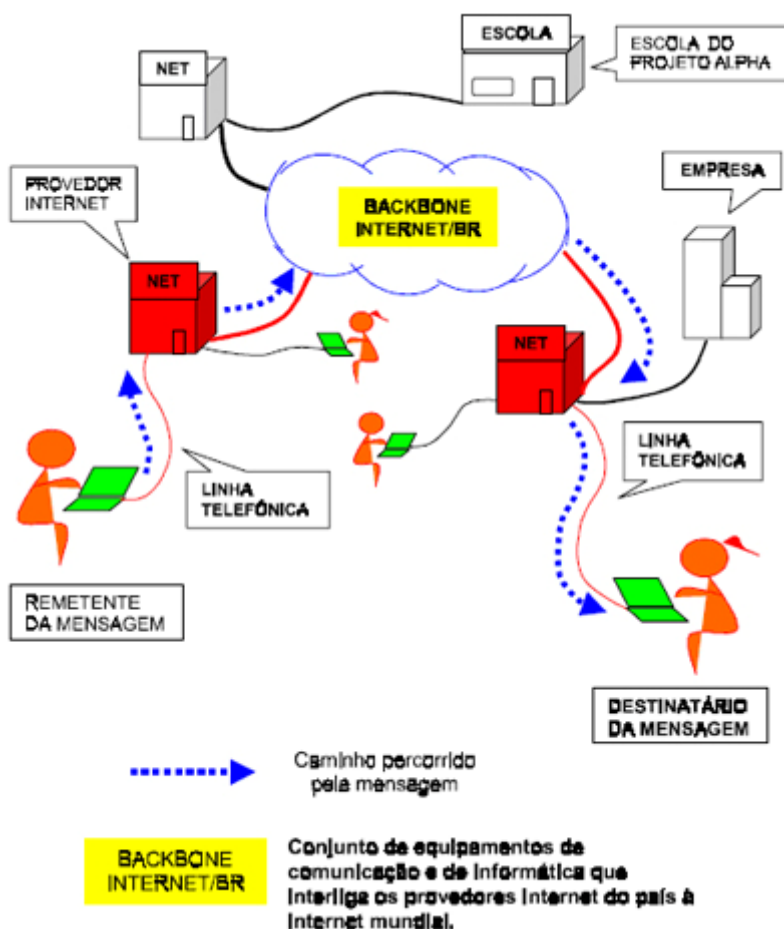 ESCOLA
NET
ESCOLA DO
PROJETO ALPHA
EMPRESA
PROVEDOR
INTERNET
BACKBONE
INTERNET/BR
NET
NET
LINHA
TELEFÔNICA
LINHA
TELEFÔNICA
REMETENTE
DA MENSAGEM
DESTINATÁRIO
DA MENSAGEM
Caminho percorrido
pela mensagem
BACKBONE
INTERNET/BR
Conjunto de equipamentos de
comunicação e de informática que
interliga os provedores Internet do país à
Internet mundial.